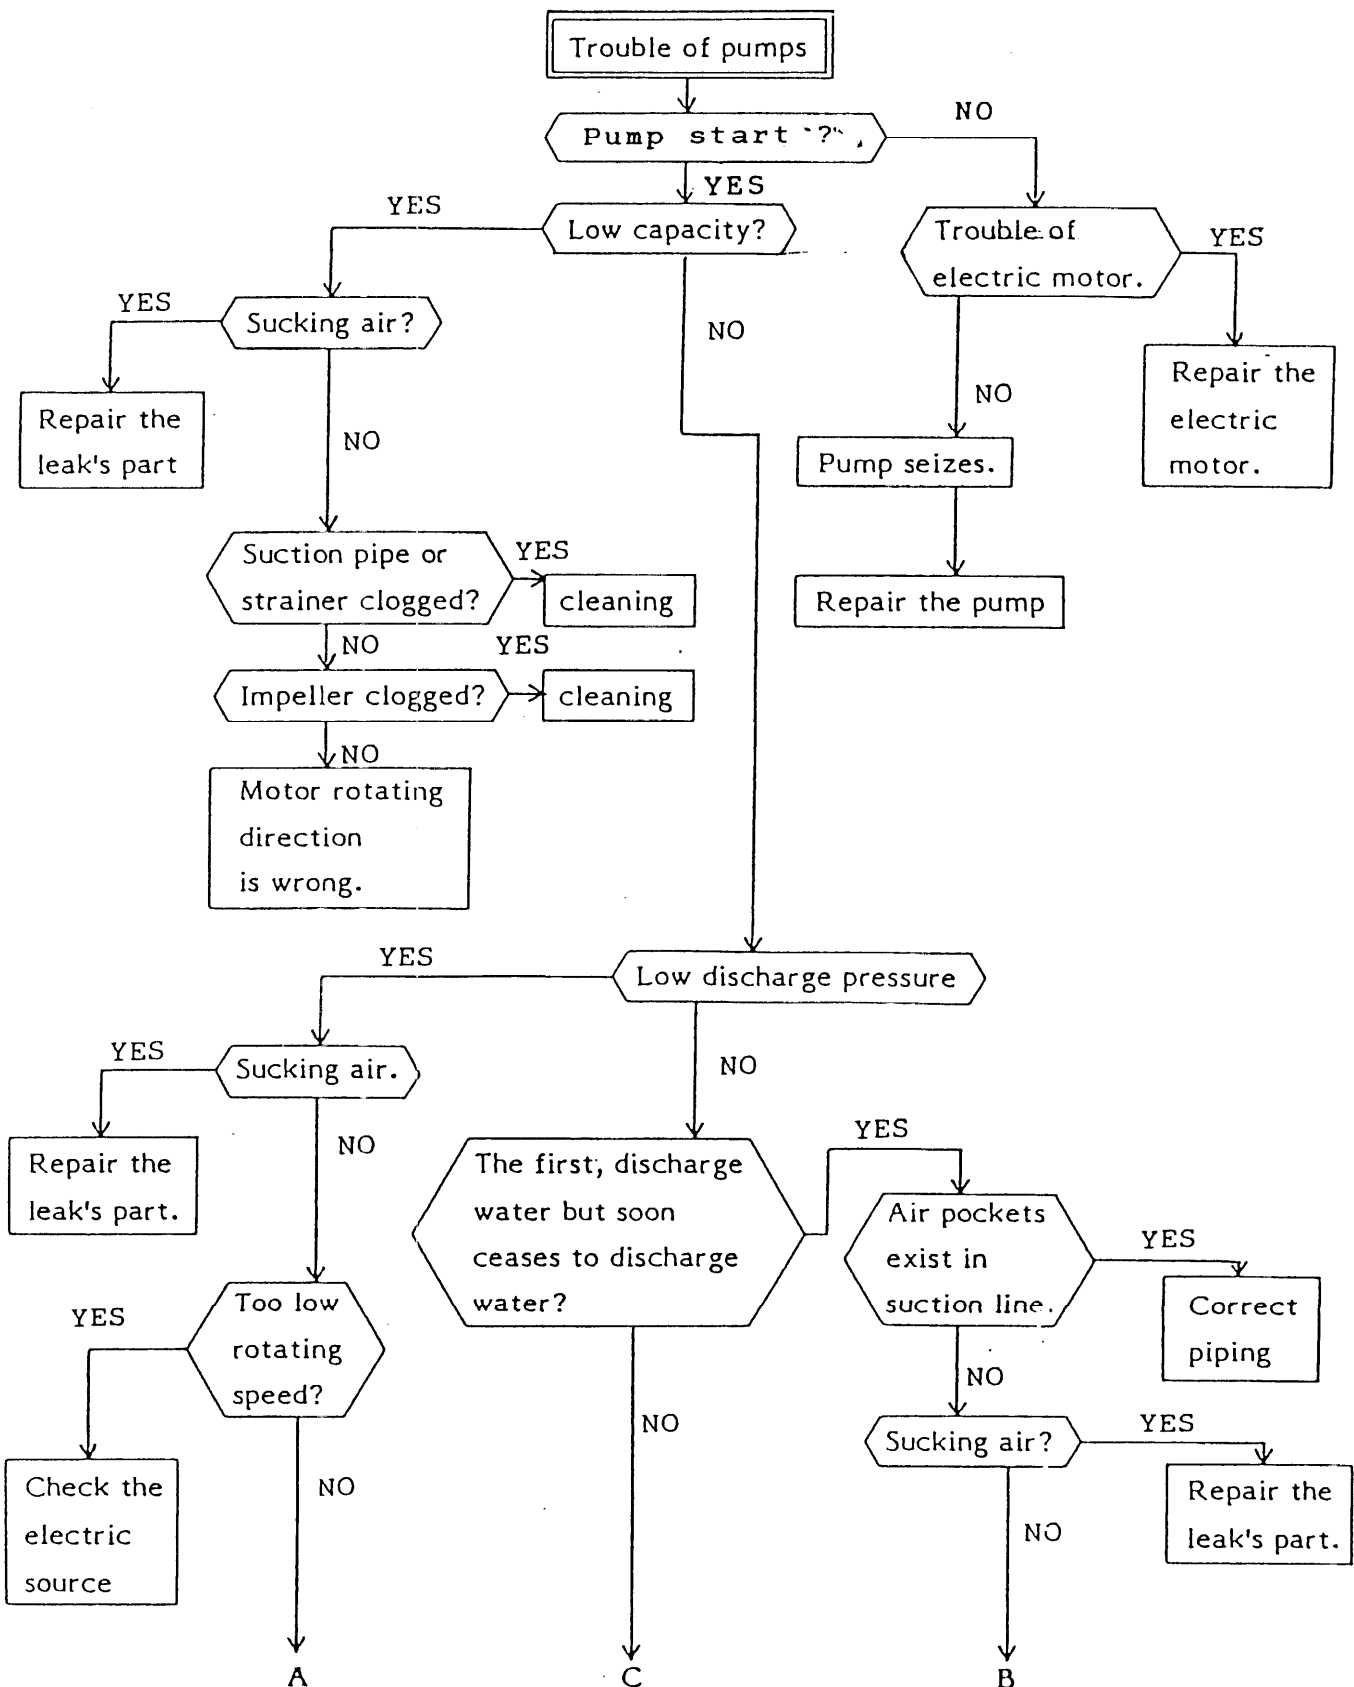 Trouble of pumps
NO
Pump start "?"
YES
YES
Low capacity?
Trouble of
electric motor.
YES
YES
Sucking air?
NO
Repair the
electric
motor.
Repair the
leak's part
NO
NO
Pump seizes.
Suction pipe or
strainer clogged?
YES
cleaning
Repair the pump
NO
YES
Impeller clogged?
cleaning
NO
Motor rotating
direction
is wrong.
YES
Low discharge pressure
YES
Sucking air.
NO
NO
Repair the
leak's part.
The first, discharge
water but soon
ceases to discharge
water?
YES
Air pockets
exist in
suction line.
YES
Correct
piping
YES
Too low
rotating
speed?
NO
NO
Sucking air?
YES
Check the
electric
source
NO
Repair the
leak's part.
NO
A
C
B